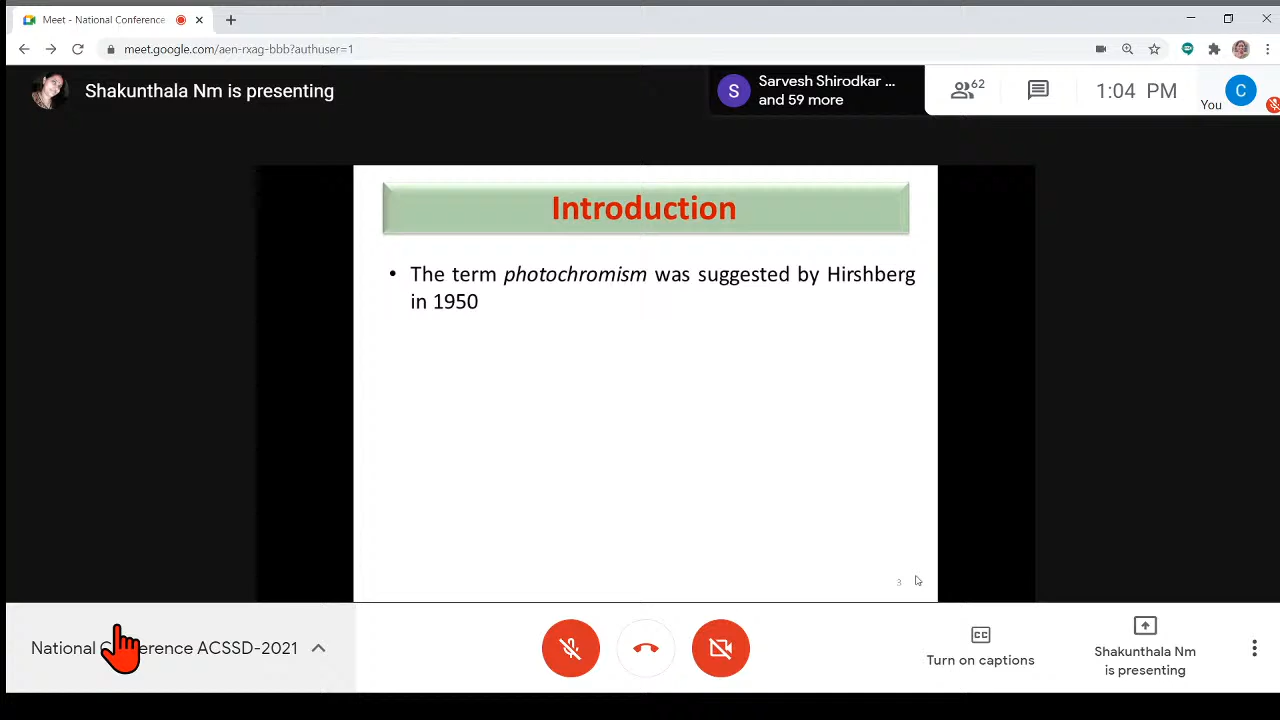 Meet - National Conference
meet.google.com/aen-rxag-bbb?authuser=1
Shakunthala Nm is presenting
S
Sarvesh Shirodkar ...
and 59 more
62
1:04 PM
You
C
Introduction
• The term photochromism was suggested by Hirshberg
in 1950
3
National C erence ACSSD-2021
CC
Turn on captions
Shakunthala Nm
is presenting